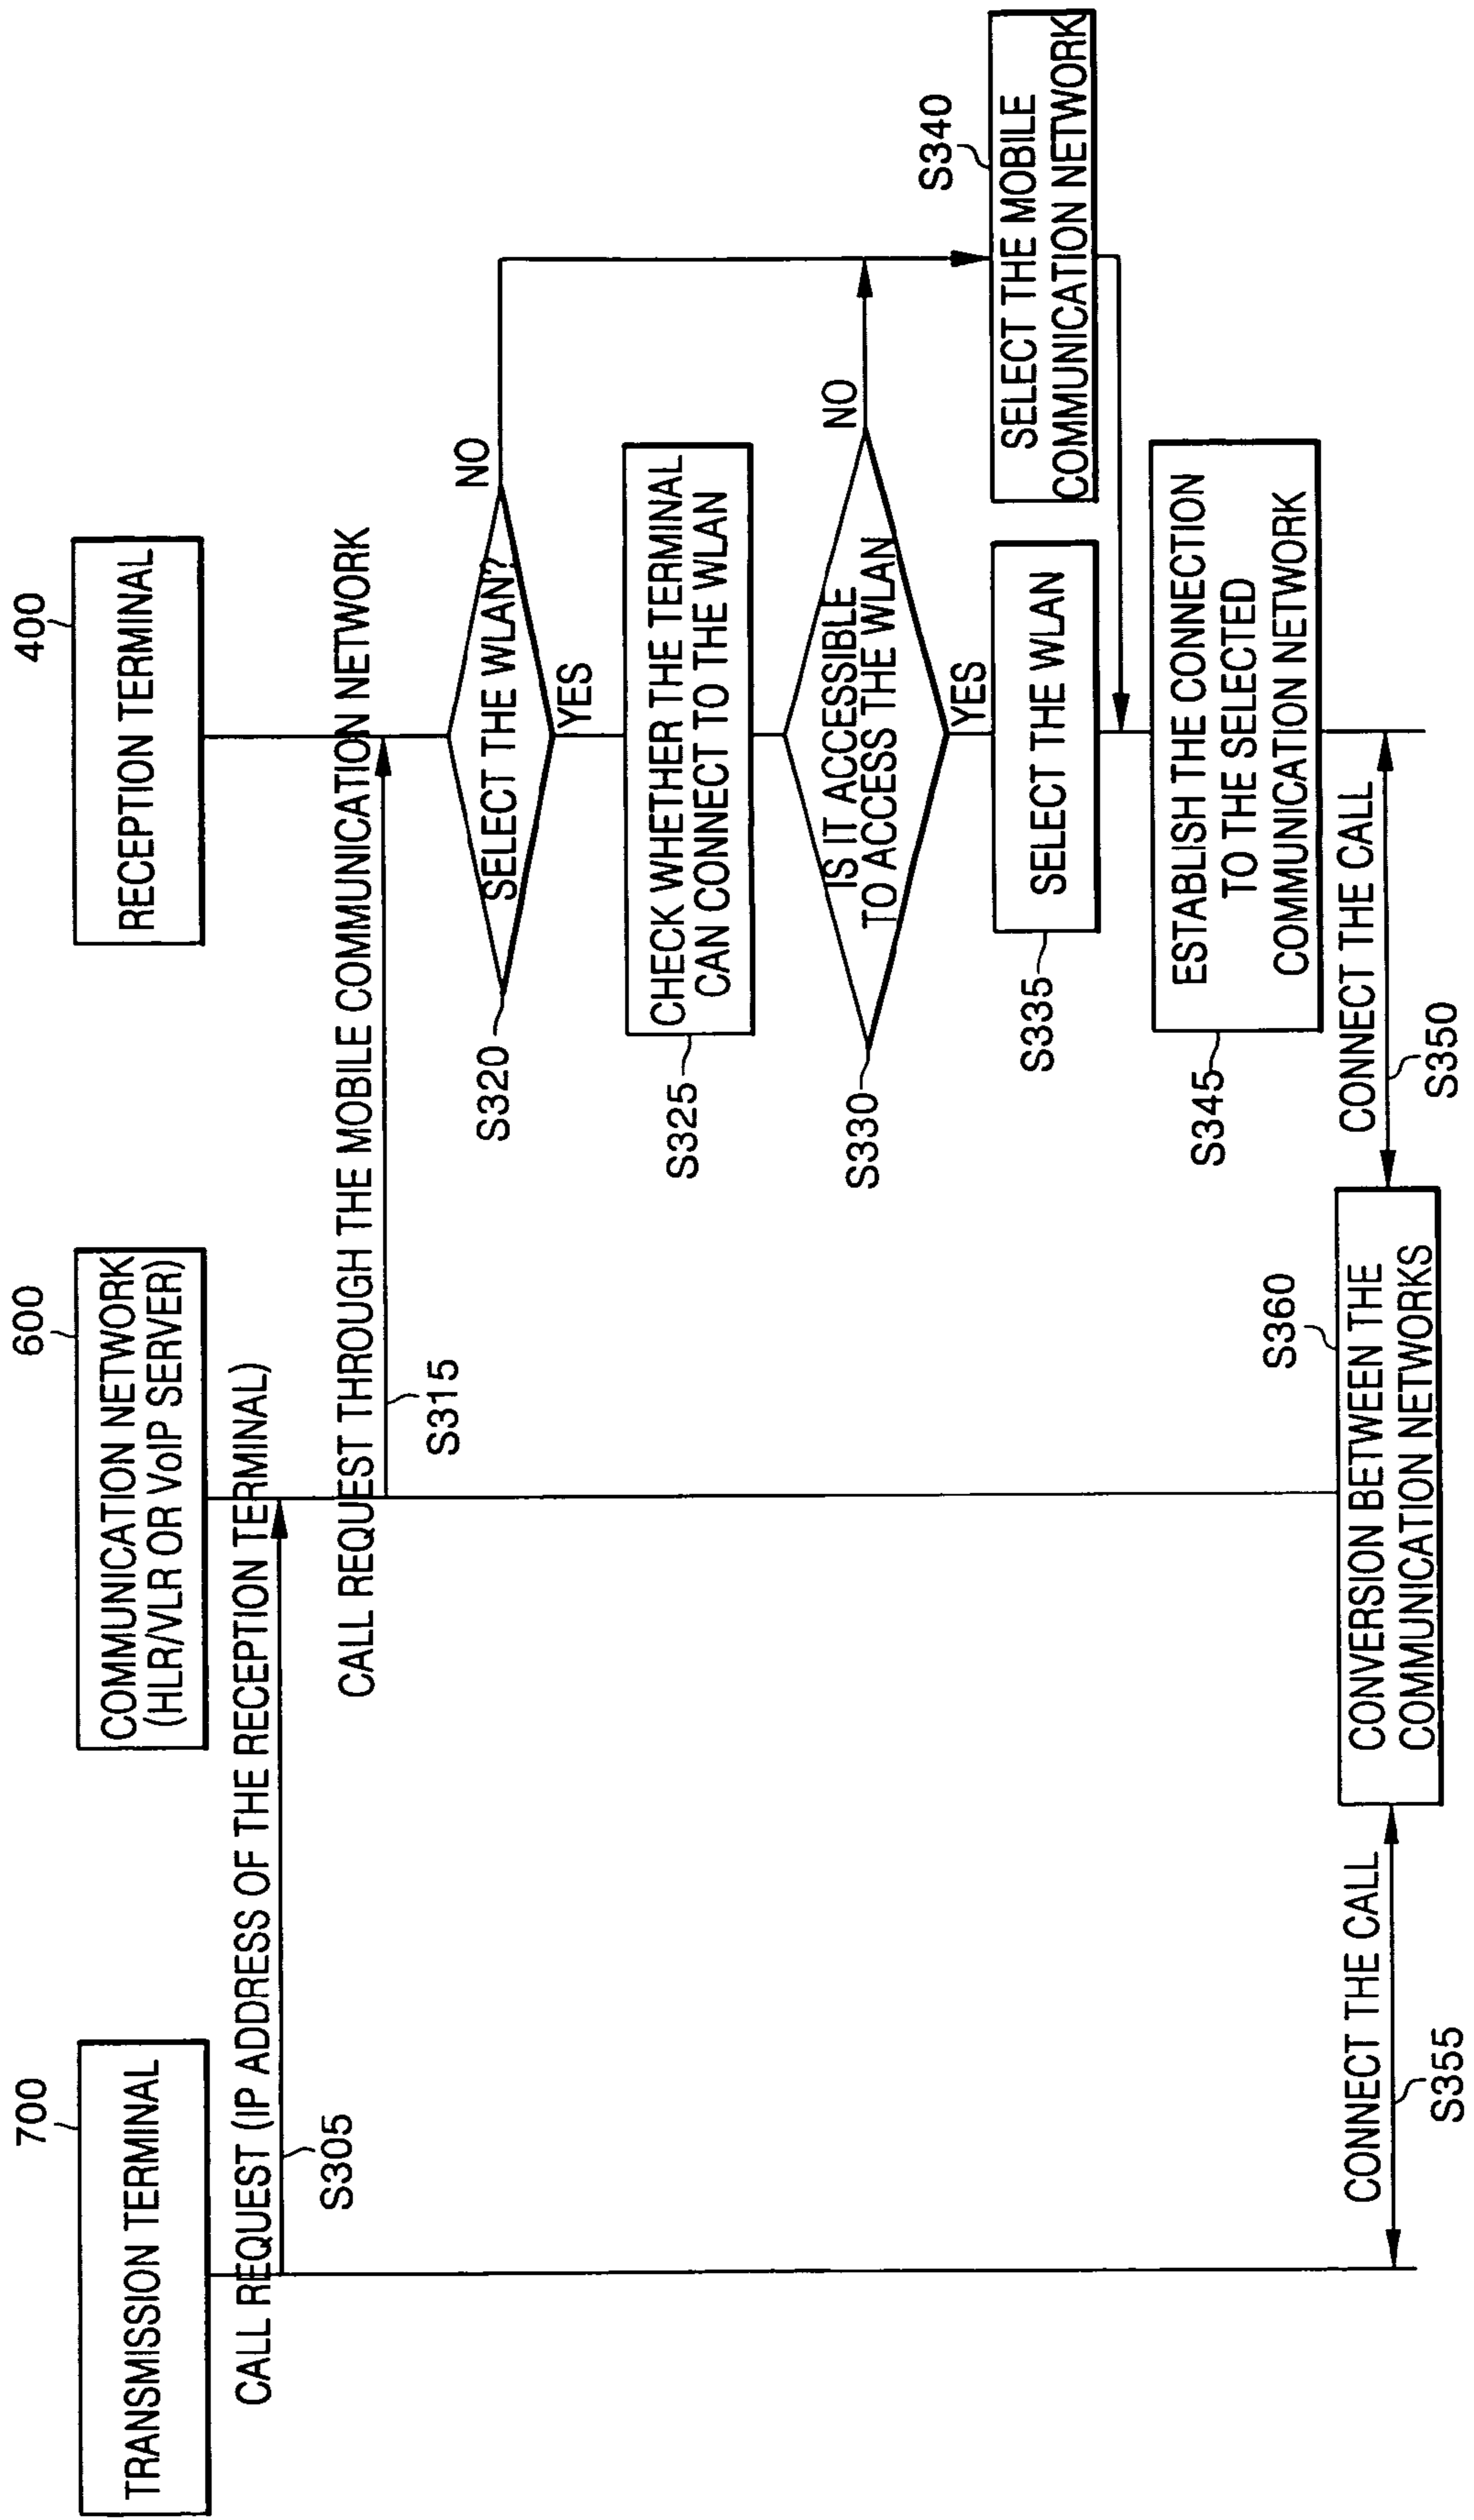 700
TRANSMISSION TERMINAL
600
COMMUNICATION NETWORK
(HLR/VLR OR VoIP SERVER)
400
RECEPTION TERMINAL
CALL REQUEST (IP ADDRESS OF THE RECEPTION TERMINAL)
S305
CALL REQUEST THROUGH THE MOBILE COMMUNICATION NETWORK
S315
SELECT THE WLAN?
NO
YES
S320
CHECK WHETHER THE TERMINAL
CAN CONNECT TO THE WLAN
S325
IS IT ACCESSIBLE
TO ACCESS THE WLAN
NO
YES
S330
SELECT THE WLAN
S335
S340
SELECT THE MOBILE
COMMUNICATION NETWORK
ESTABLISH THE CONNECTION
TO THE SELECTED
COMMUNICATION NETWORK
S345
CONNECT THE CALL
S350
S360
CONVERSION BETWEEN THE
COMMUNICATION NETWORKS
CONNECT THE CALL
S355